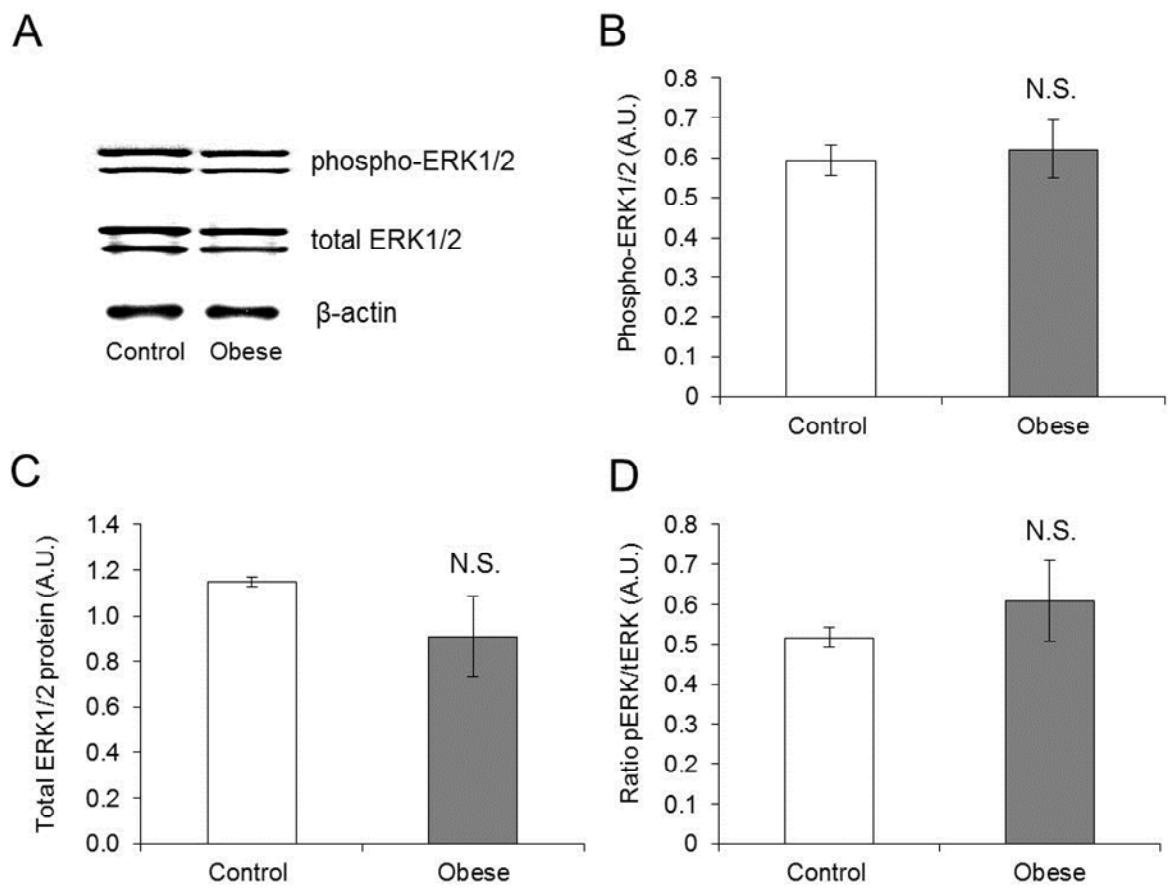 A
phospho-ERK1/2
total ERK1/2
β-actin
Control Obese
B
Phospho-ERK1/2 (A.U.)
0.8
0.7
0.6
0.5
0.4
0.3
0.2
0.1
0
N.S.
Control Obese
C
Total ERK1/2 protein (A.U.)
1.4
1.2
1.0
0.8
0.6
0.4
0.2
0.0
N.S.
Control Obese
D
Ratio pERK/tERK (A.U.)
0.8
0.7
0.6
0.5
0.4
0.3
0.2
0.1
0
N.S.
Control Obese